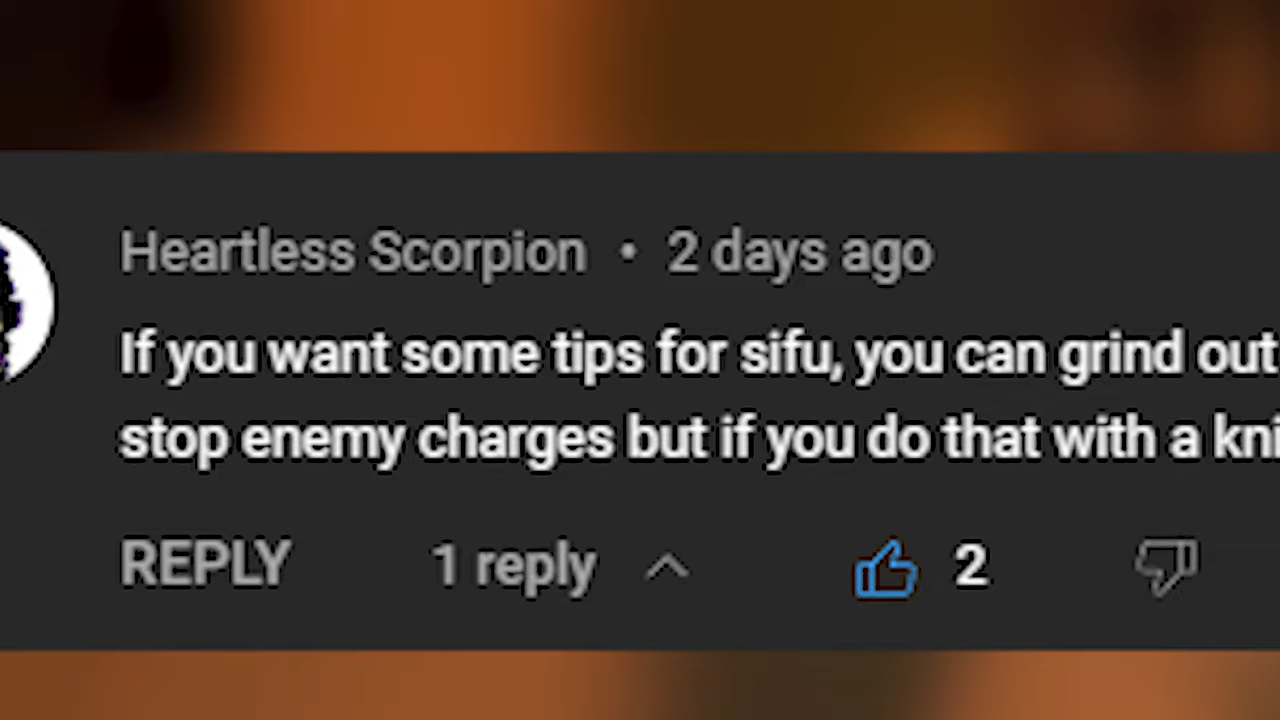 Heartless Scorpion • 2 days ago
If you want some tips for sifu, you can grind out
stop enemy charges but if you do that with a
REPLY 1 reply 2